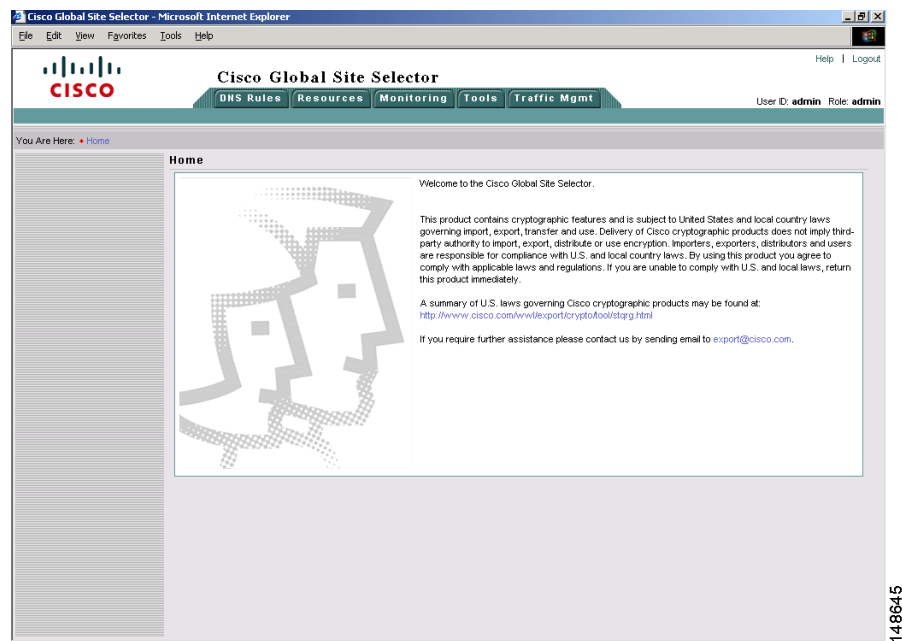 Cisco Global Site Selector - Microsoft Internet Explorer
File Edit View Favorites Tools Help
Help | Logout
CISCO
Cisco Global Site Selector
DNS Rules Resources Monitoring Tools Traffic Mgmt
User ID: admin Role: admin
You Are Here: Home
Home
Welcome to the Cisco Global Site Selector.
This product contains cryptographic features and is subject to United States and local country laws
governing import, export, transfer and use. Delivery of Cisco cryptographic products does not imply third-
party authority to import, export, distribute or use encryption. Importers, exporters, distributors and users
are responsible for compliance with U.S. and local country laws. By using this product you agree to
comply with applicable laws and regulations. If you are unable to comply with U.S. and local laws, return
this product immediately.
A summary of U.S. laws governing Cisco cryptographic products may be found at:
http://www.cisco.com/wwl/export/crypto/tool/stqrg.html
If you require further assistance please contact us by sending email to export@cisco.com.
148645